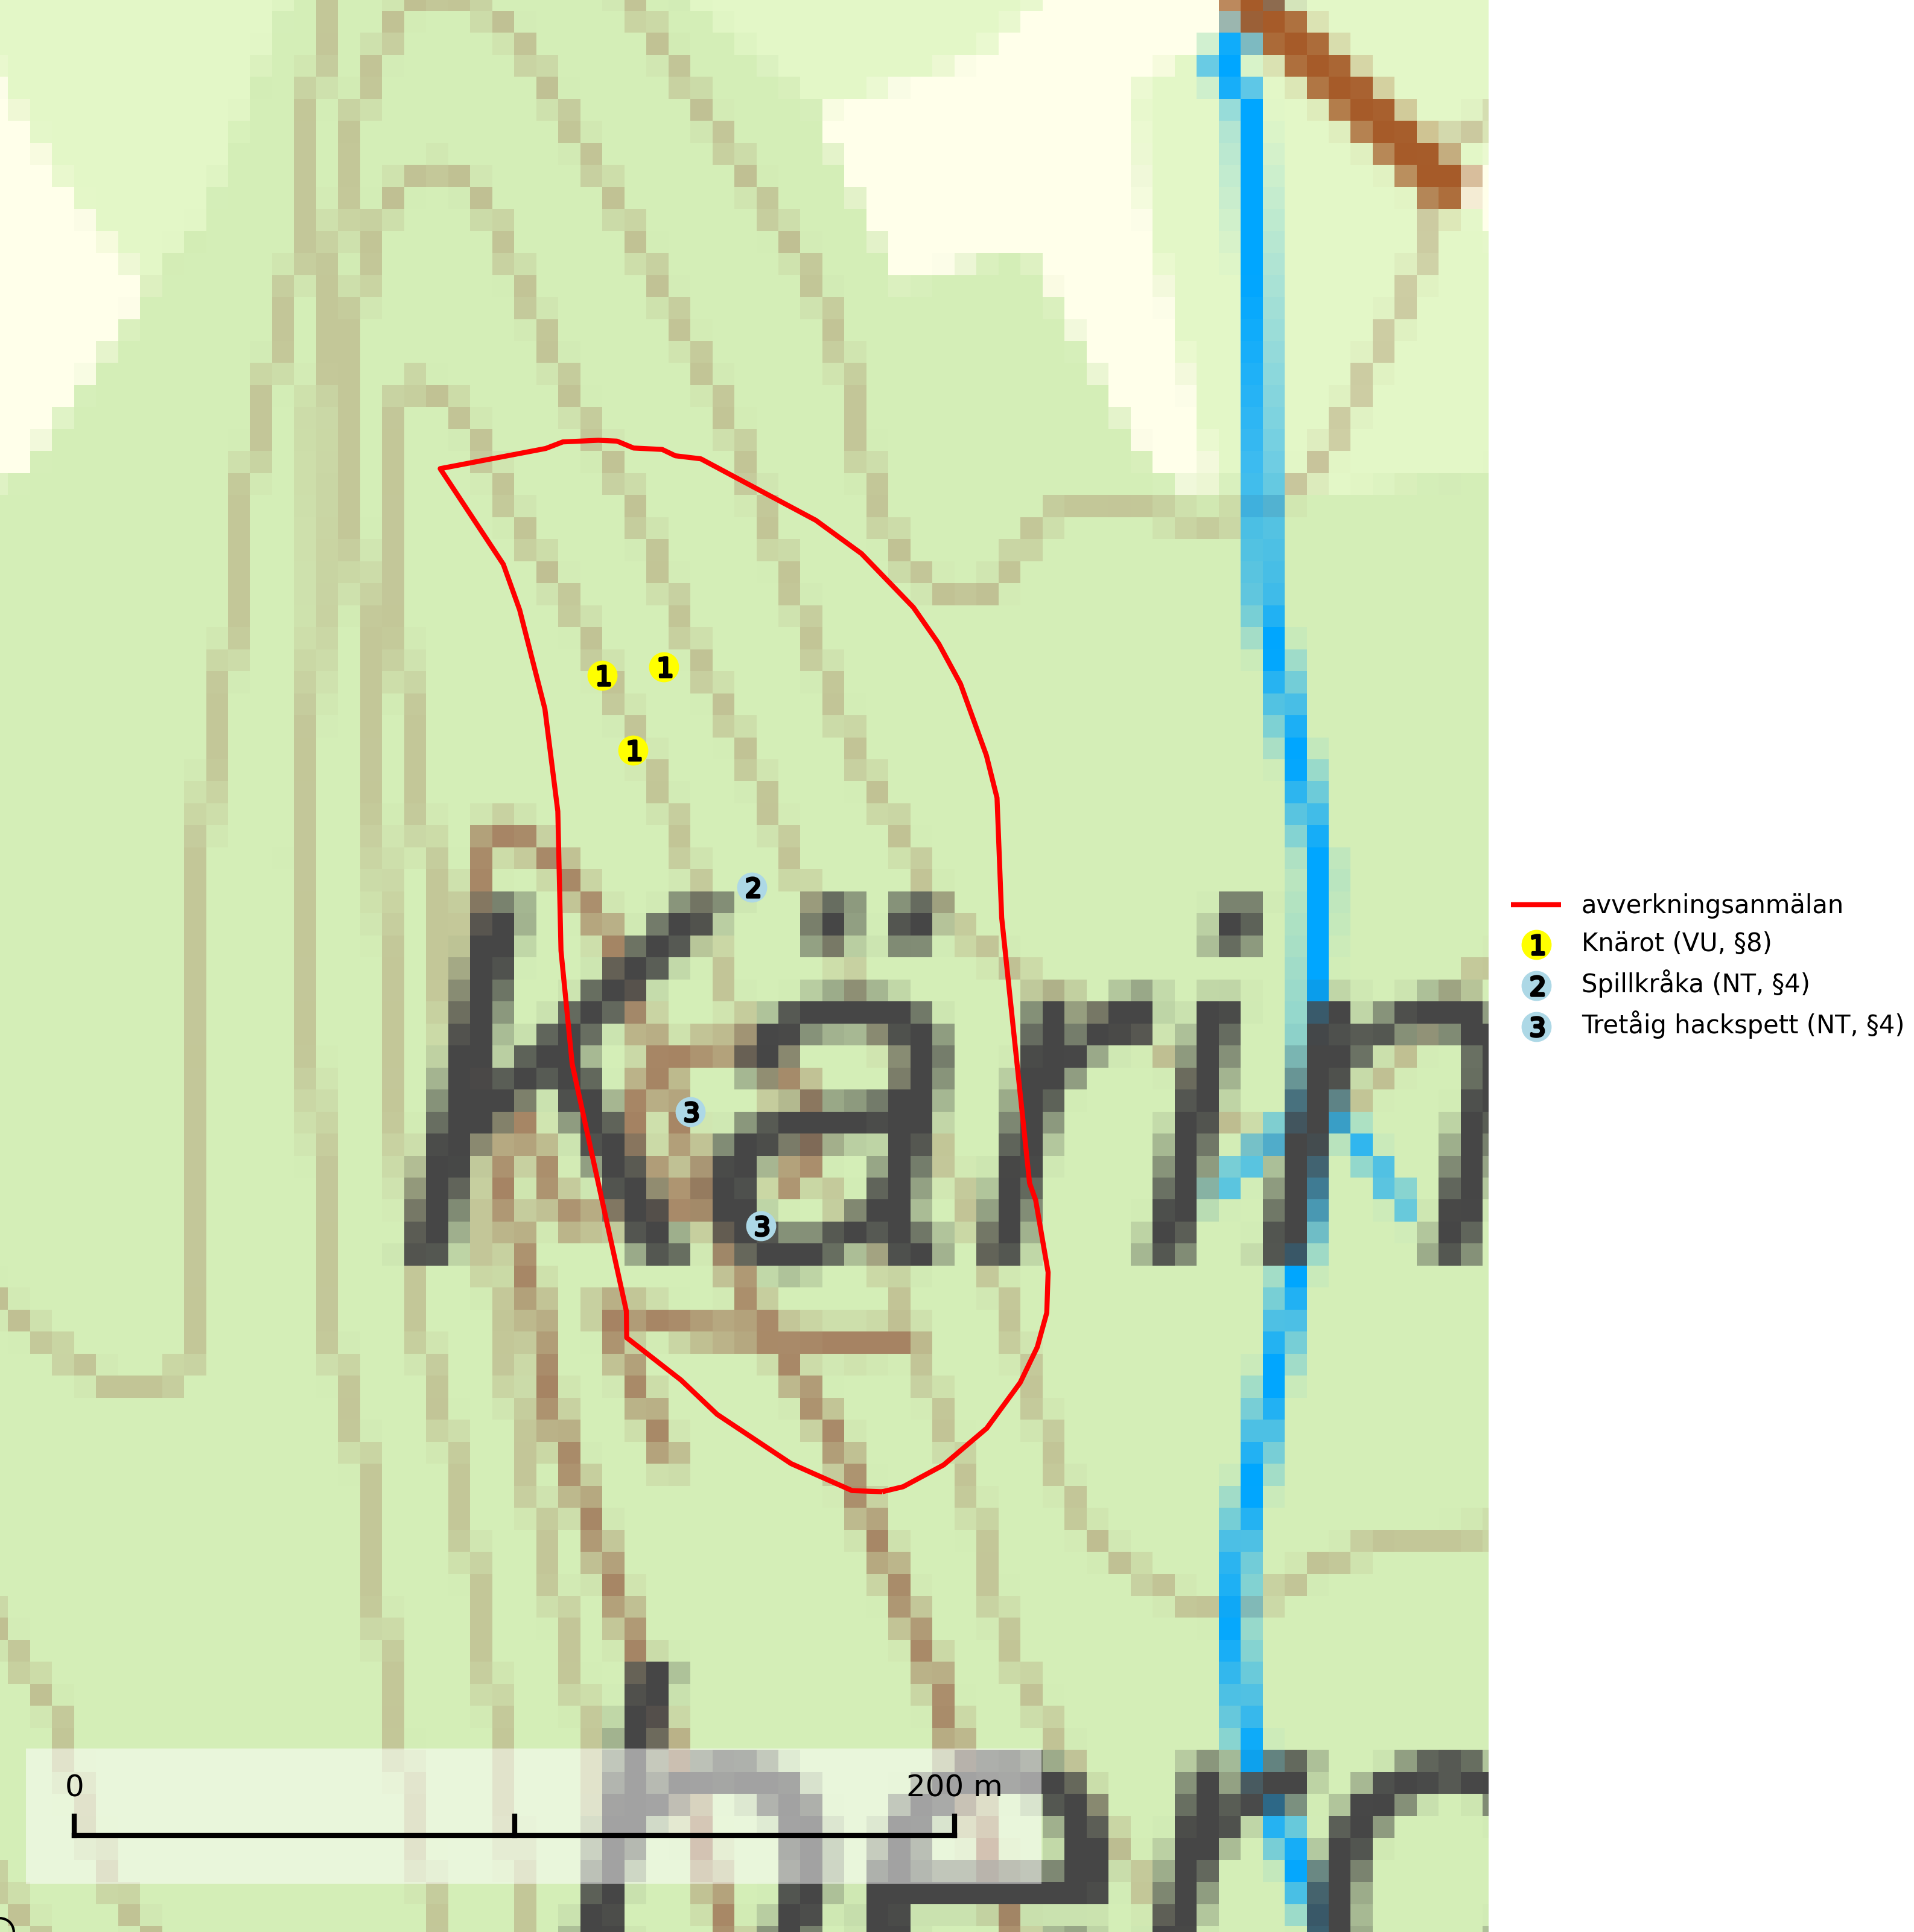 1
1
1
2
Kärin
3
3
0 200 m
avverkningsanmälan
1 Knärot (VU, §8)
2 Spillkråka (NT, §4)
3 Tretåig hackspett (NT, §4)